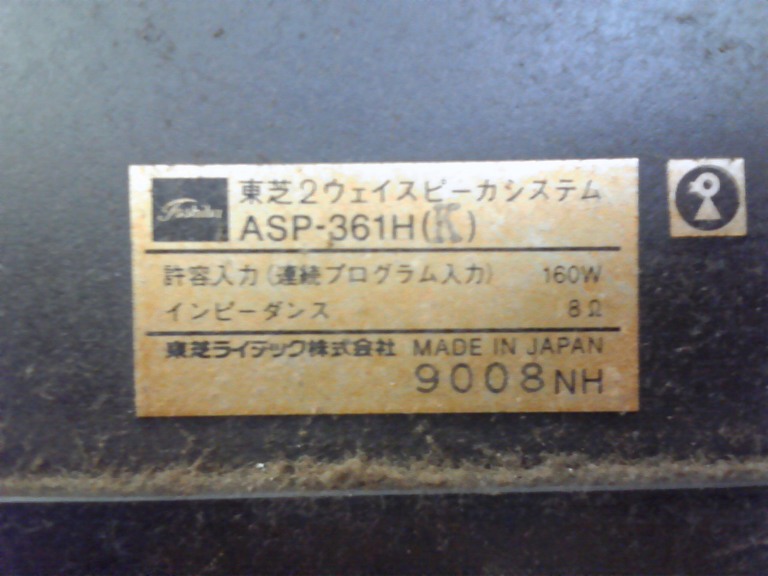 Toshiba
東芝2ウェイスピーカシステム
ASP-361H(K)
許容入力(連続プログラム入力) 160W
インピーダンス 8Ω
東芝ライテック株式会社 MADE IN JAPAN
9008NH